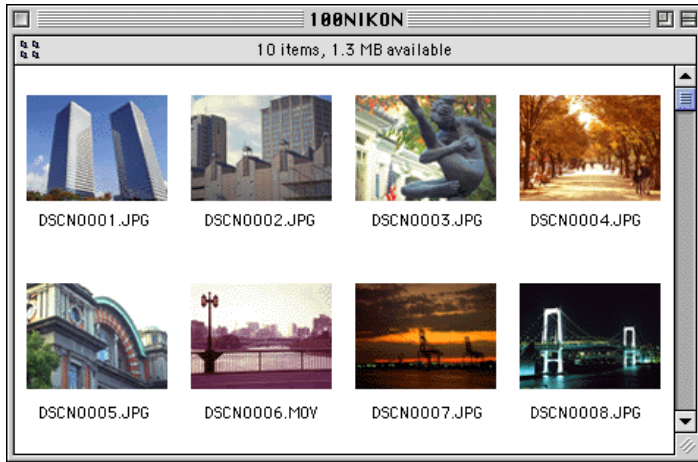 100NIKON
10 items, 1.3 MB available
DSCN0001.JPG DSCN0002.JPG DSCN0003.JPG DSCN0004.JPG
DSCN0005.JPG DSCN0006.MOV DSCN0007.JPG DSCN0008.JPG